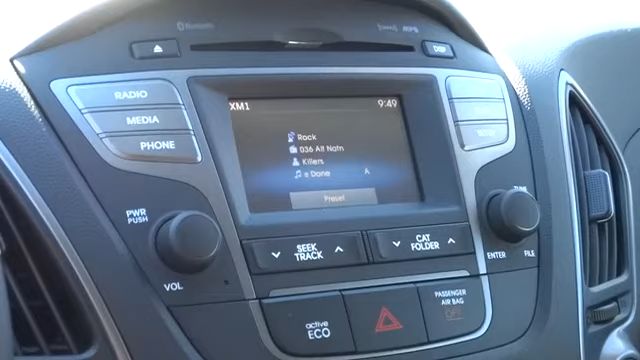 Bluetooth
MP3
DISP
RADIO
MEDIA
PHONE
XM1
9:49
Rock
036 Alt Natn
Killers
s Done
A
Preset
PWR
PUSH
VOL
SEEK
TRACK
CAT
FOLDER
TUNE
ENTER
FILE
active
ECO
PASSENGER
AIR BAG
OFF